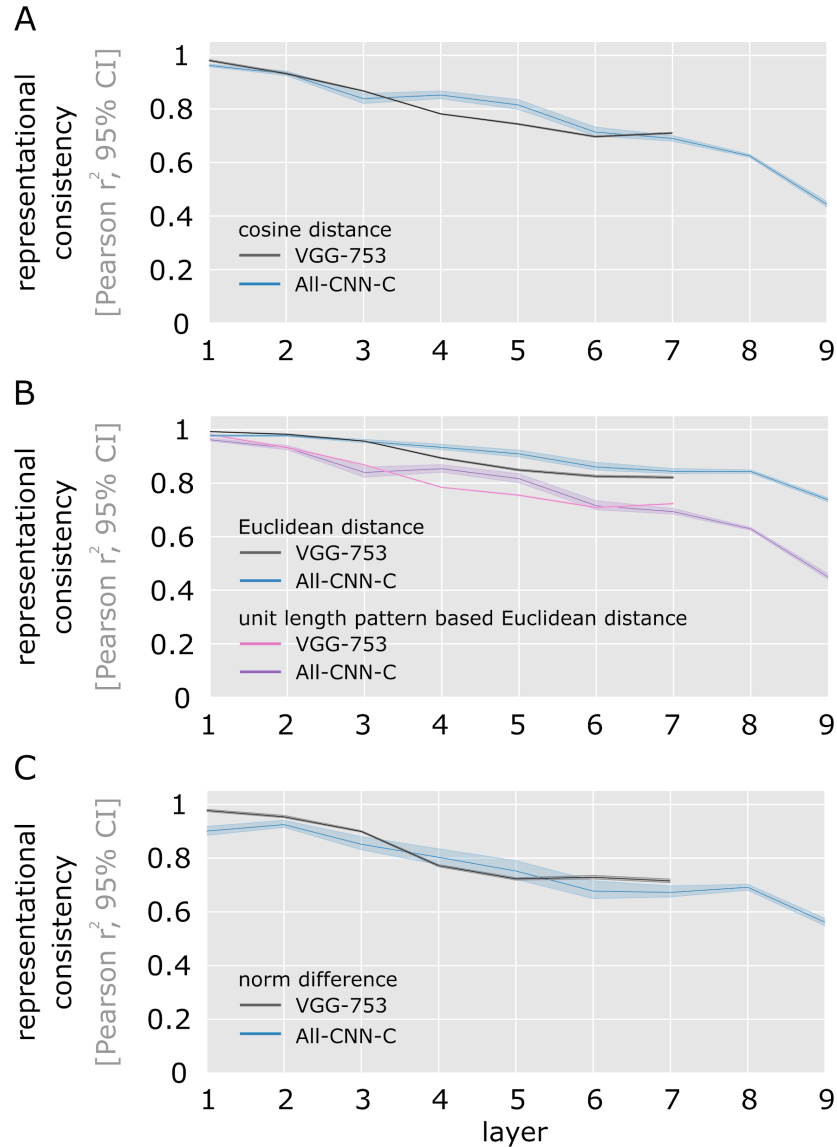 A
representational
consistency
[Pearson r², 95% CI]
1
0.8
0.6
0.4
0.2
0
cosine distance
VGG-753
All-CNN-C
1 2 3 4 5 6 7 8 9
B
representational
consistency
[Pearson r², 95% CI]
1
0.8
0.6
0.4
0.2
0
Euclidean distance
VGG-753
All-CNN-C
unit length pattern based Euclidean distance
VGG-753
All-CNN-C
1 2 3 4 5 6 7 8 9
C
representational
consistency
[Pearson r², 95% CI]
1
0.8
0.6
0.4
0.2
0
norm difference
VGG-753
All-CNN-C
1 2 3 4 5 6 7 8 9
layer